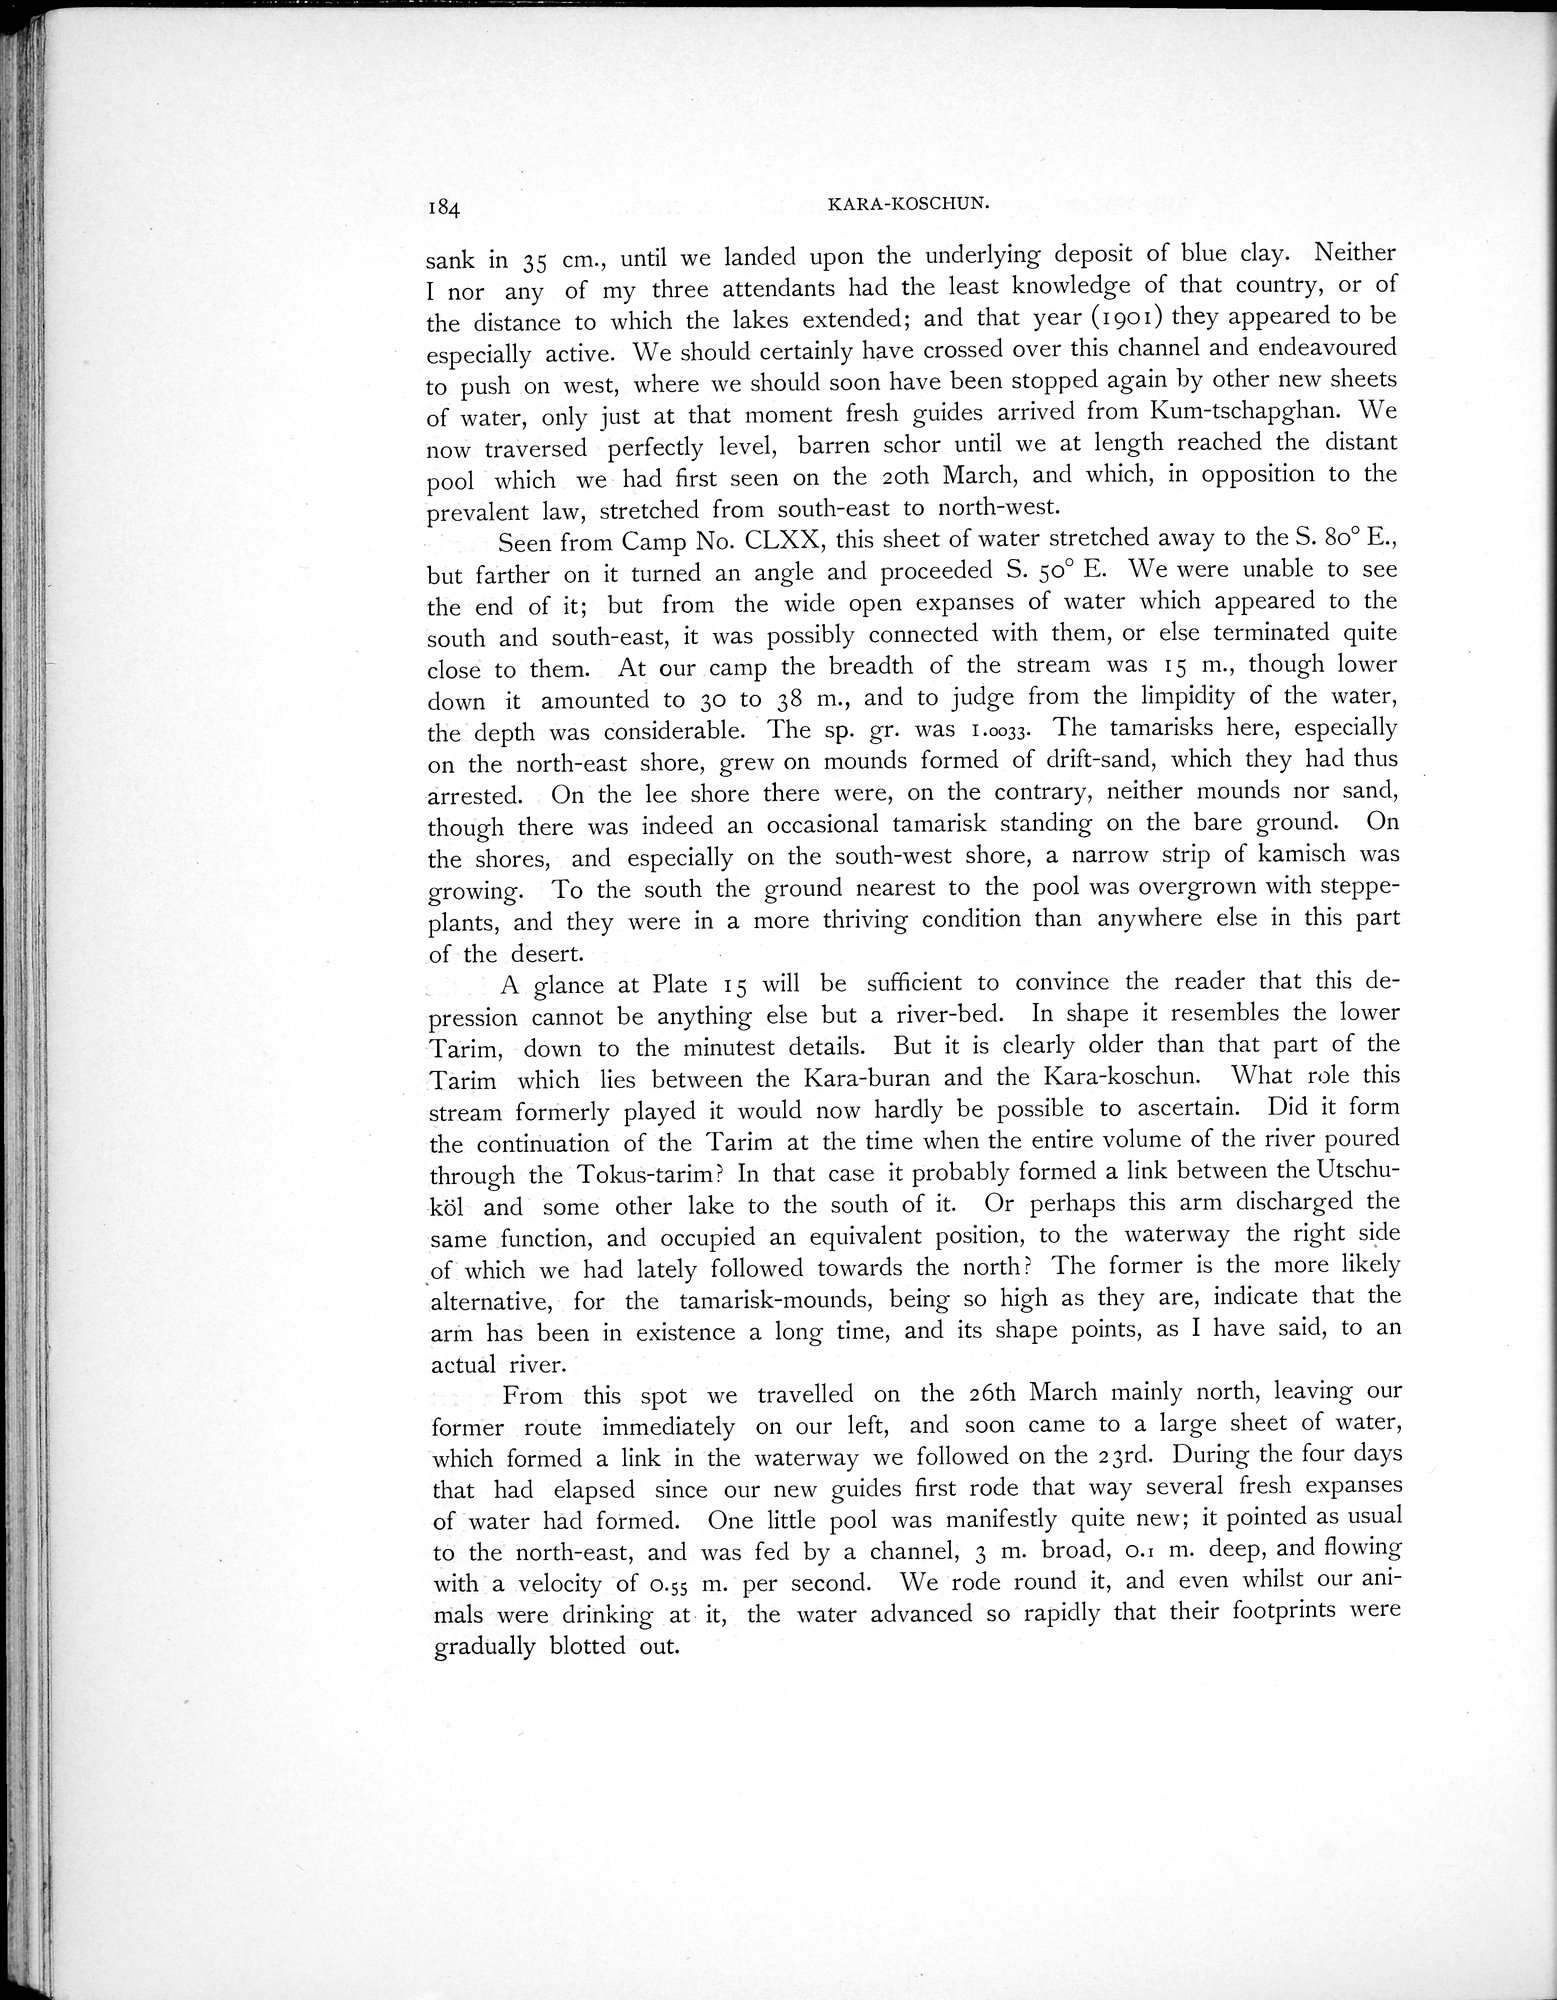 184
KARA-KOSCHUN.
sank in 35 cm., until we landed upon the underlying deposit of blue clay. Neither
I nor any of my three attendants had the least knowledge of that country, or of
the distance to which the lakes extended; and that year (1901) they appeared to be
especially active. We should certainly have crossed over this channel and endeavoured
to push on west, where we should soon have been stopped again by other new sheets
of water, only just at that moment fresh guides arrived from Kum-tschapghan. We
now traversed perfectly level, barren schor until we at length reached the distant
pool which we had first seen on the 20th March, and which, in opposition to the
prevalent law, stretched from south-east to north-west.
Seen from Camp No. CLXX, this sheet of water stretched away to the S. 80° E.,
but farther on it turned an angle and proceeded S. 50° E. We were unable to see
the end of it; but from the wide open expanses of water which appeared to the
south and south-east, it was possibly connected with them, or else terminated quite
close to them. At our camp the breadth of the stream was 15 m., though lower
down it amounted to 30 to 38 m., and to judge from the limpidity of the water,
the depth was considerable. The sp. gr. was 1.0033. The tamarisks here, especially
on the north-east shore, grew on mounds formed of drift-sand, which they had thus
arrested. On the lee shore there were, on the contrary, neither mounds nor sand,
though there was indeed an occasional tamarisk standing on the bare ground. On
the shores, and especially on the south-west shore, a narrow strip of kamisch was
growing. To the south the ground nearest to the pool was overgrown with steppe-
plants, and they were in a more thriving condition than anywhere else in this part
of the desert.
A glance at Plate 15 will be sufficient to convince the reader that this de-
pression cannot be anything else but a river-bed. In shape it resembles the lower
Tarim, down to the minutest details. But it is clearly older than that part of the
Tarim which lies between the Kara-buran and the Kara-koschun. What role this
stream formerly played it would now hardly be possible to ascertain. Did it form
the continuation of the Tarim at the time when the entire volume of the river poured
through the Tokus-tarim? In that case it probably formed a link between the Utschu-
köl and some other lake to the south of it. Or perhaps this arm discharged the
same function, and occupied an equivalent position, to the waterway the right side
of which we had lately followed towards the north? The former is the more likely
alternative, for the tamarisk-mounds, being so high as they are, indicate that the
arm has been in existence a long time, and its shape points, as I have said, to an
actual river.
From this spot we travelled on the 26th March mainly north, leaving our
former route immediately on our left, and soon came to a large sheet of water,
which formed a link in the waterway we followed on the 23rd. During the four days
that had elapsed since our new guides first rode that way several fresh expanses
of water had formed. One little pool was manifestly quite new; it pointed as usual
to the north-east, and was fed by a channel, 3 m. broad, 0.1 m. deep, and flowing
with a velocity of 0.55 m. per second. We rode round it, and even whilst our ani-
mals were drinking at it, the water advanced so rapidly that their footprints were
gradually blotted out.